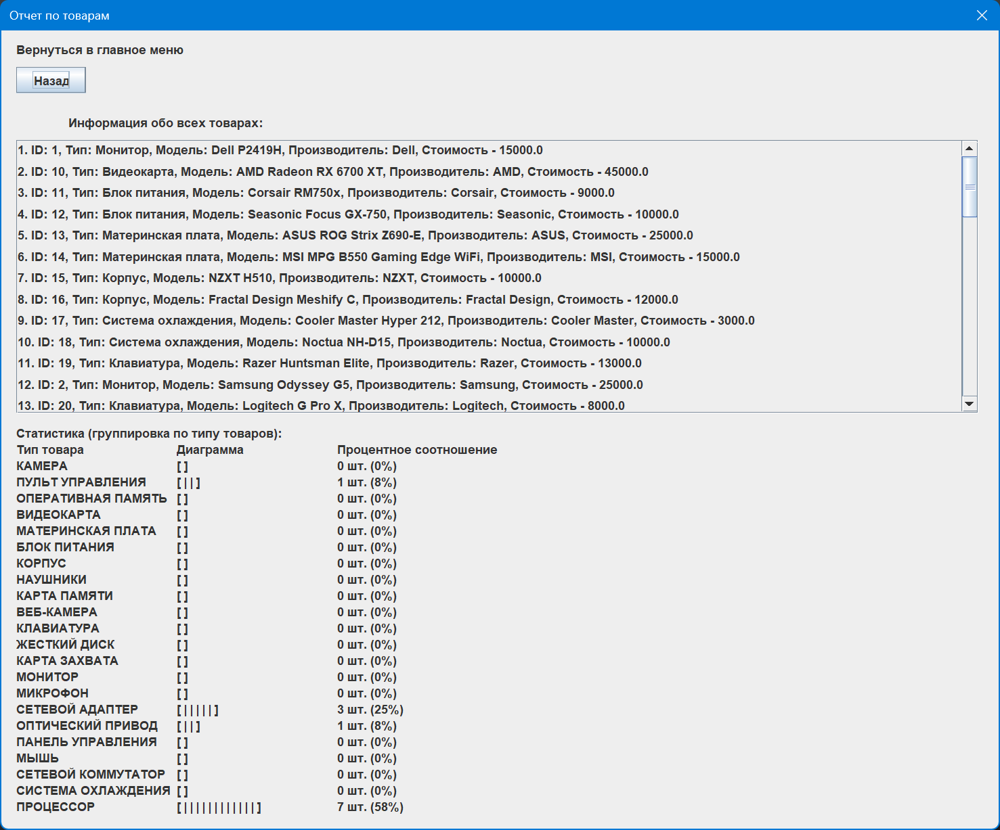 Отчет по товарам
Вернуться в главное меню
Назад
Информация обо всех товарах:
1. ID: 1, Тип: Монитор, Модель: Dell P2419H, Производитель: Dell, Стоимость - 15000.0
2. ID: 10, Тип: Видеокарта, Модель: AMD Radeon RX 6700 XT, Производитель: AMD, Стоимость - 45000.0
3. ID: 11, Тип: Блок питания, Модель: Corsair RM750x, Производитель: Corsair, Стоимость - 9000.0
4. ID: 12, Тип: Блок питания, Модель: Seasonic Focus GX-750, Производитель: Seasonic, Стоимость - 10000.0
5. ID: 13, Тип: Материнская плата, Модель: ASUS ROG Strix Z690-E, Производитель: ASUS, Стоимость - 25000.0
6. ID: 14, Тип: Материнская плата, Модель: MSI MPG B550 Gaming Edge WiFi, Производитель: MSI, Стоимость - 15000.0
7. ID: 15, Тип: Корпус, Модель: NZXT H510, Производитель: NZXT, Стоимость - 10000.0
8. ID: 16, Тип: Корпус, Модель: Fractal Design Meshify C, Производитель: Fractal Design, Стоимость - 12000.0
9. ID: 17, Тип: Система охлаждения, Модель: Cooler Master Hyper 212, Производитель: Cooler Master, Стоимость - 3000.0
10. ID: 18, Тип: Система охлаждения, Модель: Noctua NH-D15, Производитель: Noctua, Стоимость - 10000.0
11. ID: 19, Тип: Клавиатура, Модель: Razer Huntsman Elite, Производитель: Razer, Стоимость - 13000.0
12. ID: 2, Тип: Монитор, Модель: Samsung Odyssey G5, Производитель: Samsung, Стоимость - 25000.0
13. ID: 20, Тип: Клавиатура, Модель: Logitech G Pro X, Производитель: Logitech, Стоимость - 8000.0
Статистика (группировка по типу товаров):
Тип товара Диаграмма Процентное соотношение
КАМЕРА [ ] 0 шт. (0%)
ПУЛЬТ УПРАВЛЕНИЯ [ | | ] 1 шт. (8%)
ОПЕРАТИВНАЯ ПАМЯТЬ [ ] 0 шт. (0%)
ВИДЕОКАРТА [ ] 0 шт. (0%)
МАТЕРИНСКАЯ ПЛАТА [ ] 0 шт. (0%)
БЛОК ПИТАНИЯ [ ] 0 шт. (0%)
КОРПУС [ ] 0 шт. (0%)
НАУШНИКИ [ ] 0 шт. (0%)
КАРТА ПАМЯТИ [ ] 0 шт. (0%)
ВЕБ-КАМЕРА [ ] 0 шт. (0%)
КЛАВИАТУРА [ ] 0 шт. (0%)
ЖЕСТКИЙ ДИСК [ ] 0 шт. (0%)
КАРТА ЗАХВАТА [ ] 0 шт. (0%)
МОНИТОР [ ] 0 шт. (0%)
МИКРОФОН [ ] 0 шт. (0%)
СЕТЕВОЙ АДАПТЕР [ | | | | | ] 3 шт. (25%)
ОПТИЧЕСКИЙ ПРИВОД [ | | ] 1 шт. (8%)
ПАНЕЛЬ УПРАВЛЕНИЯ [ ] 0 шт. (0%)
МЫШЬ [ ] 0 шт. (0%)
СЕТЕВОЙ КОММУТАТОР [ ] 0 шт. (0%)
СИСТЕМА ОХЛАЖДЕНИЯ [ ] 0 шт. (0%)
ПРОЦЕССОР [ | | | | | | | | | | | | ] 7 шт. (58%)